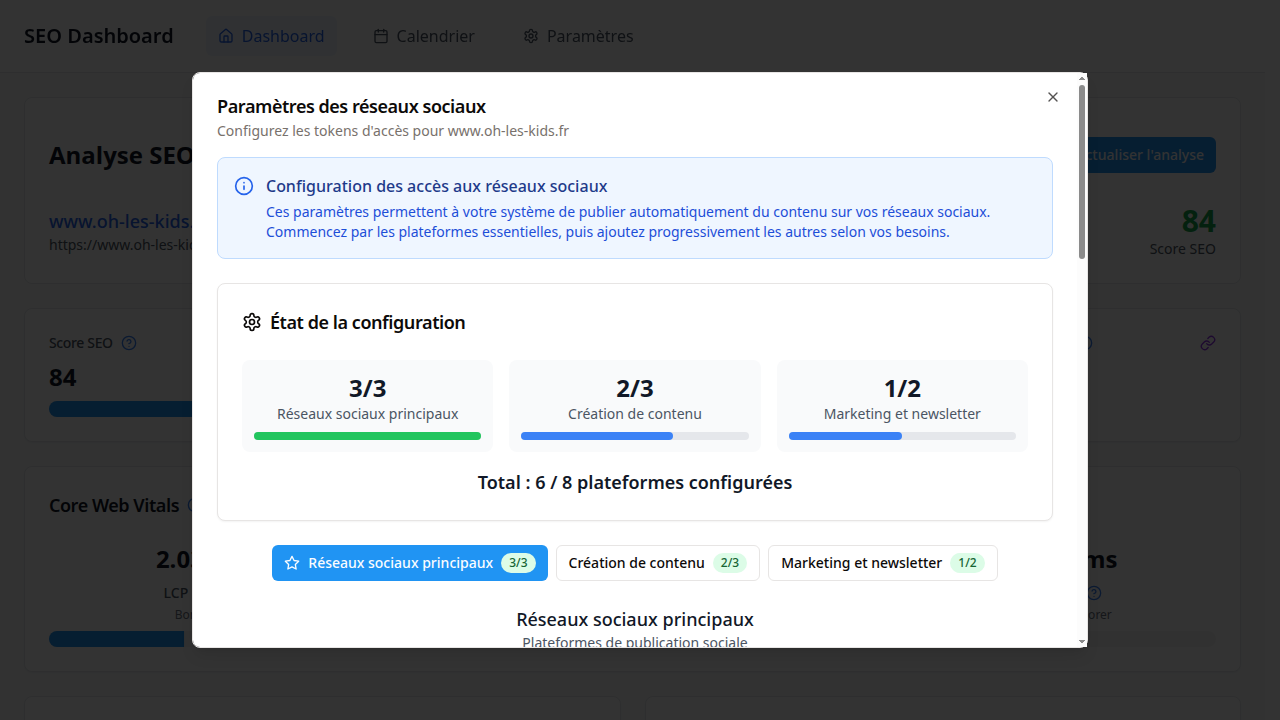 SEO Dashboard
Dashboard
Calendrier
Paramètres
Paramètres des réseaux sociaux
Configurez les tokens d'accès pour www.oh-les-kids.fr
Configuration des accès aux réseaux sociaux
Ces paramètres permettent à votre système de publier automatiquement du contenu sur vos réseaux sociaux.
Commencez par les plateformes essentielles, puis ajoutez progressivement les autres selon vos besoins.
Analyse SEO
ctualiser l'analyse
www.oh-les-kids.
https://www.oh-les-kid
84
Score SEO
État de la configuration
Score SEO
84
3/3
Réseaux sociaux principaux
2/3
Création de contenu
1/2
Marketing et newsletter
Total : 6 / 8 plateformes configurées
Core Web Vitals
2.0
LCP
Bon
ms
orer
Réseaux sociaux principaux 3/3
Création de contenu 2/3
Marketing et newsletter 1/2
Réseaux sociaux principaux
Plateformes de publication sociale